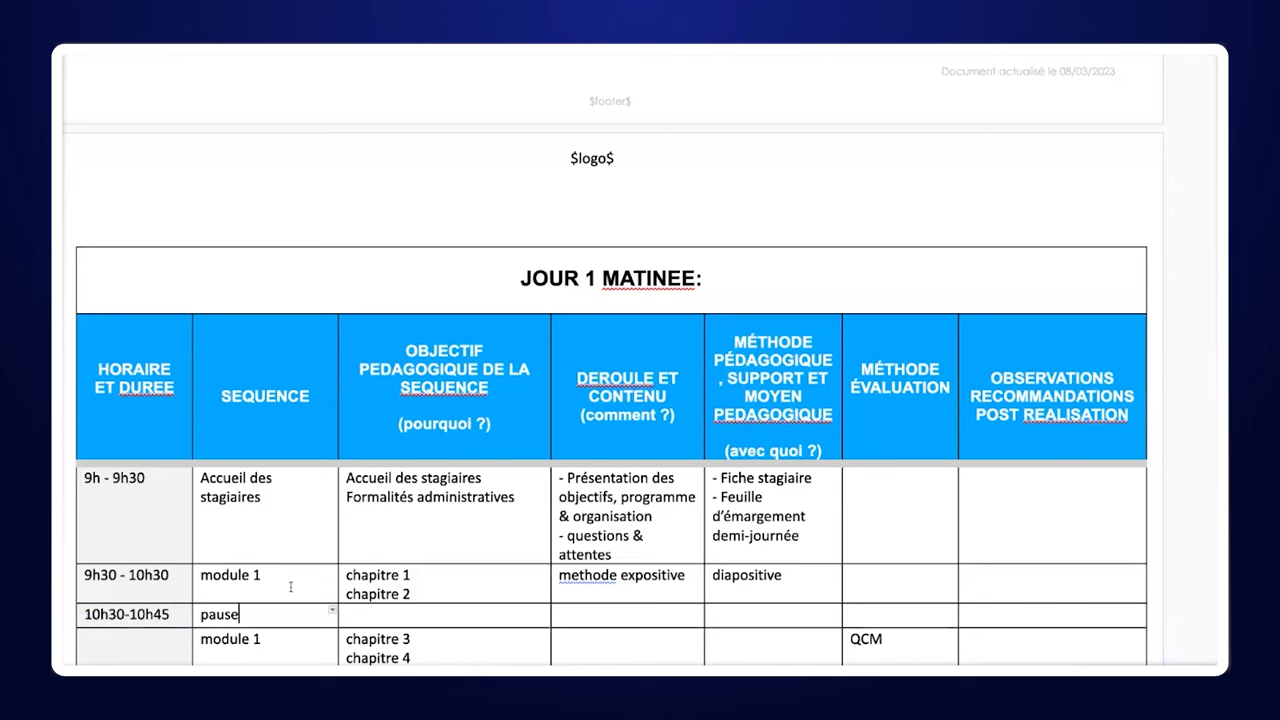 Document actualisé le 08/03/2023
$footer$
$logo$
JOUR 1 MATINEE:
HORAIRE
ET DUREE
SEQUENCE
OBJECTIF
PEDAGOGIQUE DE LA
SEQUENCE
(pourquoi ?)
DEROULE ET
CONTENU
(comment ?)
MÉTHODE
PÉDAGOGIQUE
, SUPPORT ET
MOYEN
PEDAGOGIQUE
(avec quoi ?)
MÉTHODE
ÉVALUATION
OBSERVATIONS
RECOMMANDATIONS
POST REALISATION
9h - 9h30
Accueil des
stagiaires
Accueil des stagiaires
Formalités administratives
- Présentation des
objectifs, programme
& organisation
- questions &
attentes
- Fiche stagiaire
- Feuille
d’émargement
demi-journée
9h30 - 10h30
module 1
chapitre 1
chapitre 2
methode expositive
diapositive
10h30-10h45
pause
module 1
chapitre 3
chapitre 4
QCM